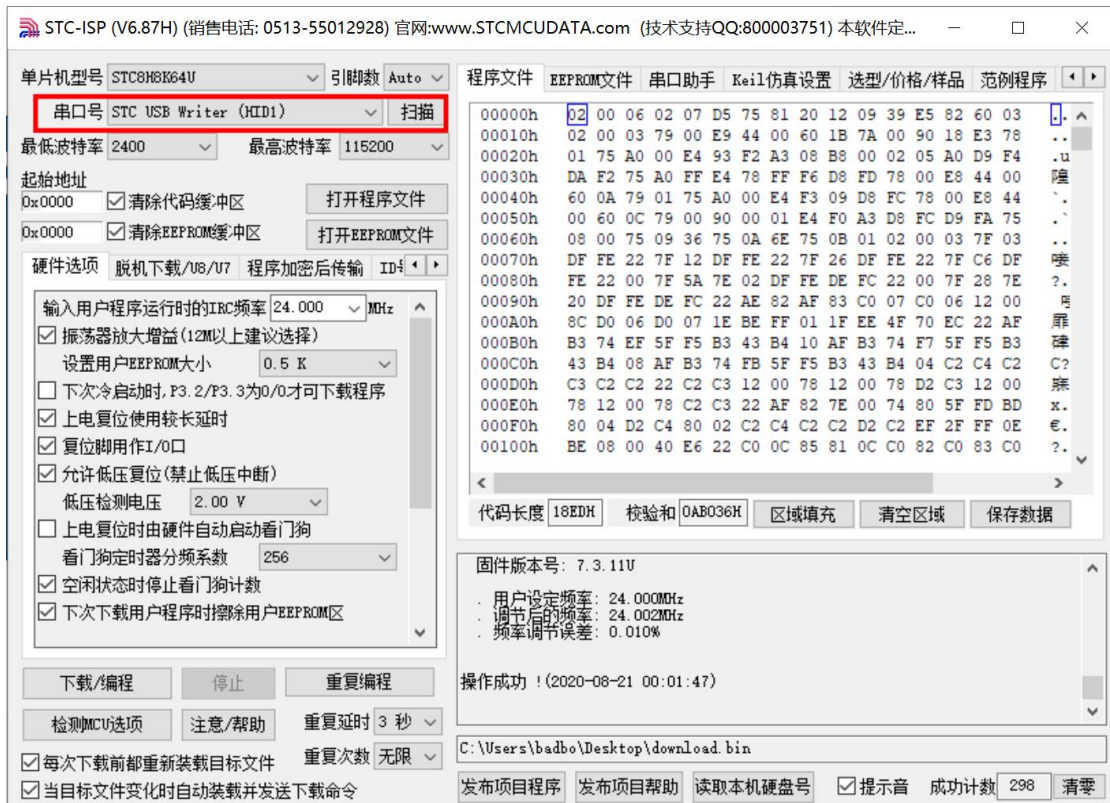 STC-ISP (V6.87H) (销售电话: 0513-55012928) 官网:www.STCMCUDATA.com (技术支持QQ:800003751) 本软件定...
单片机型号 STC8H8K64U 引脚数 Auto
串口号 STC USB Writer (HID1) 扫描
最低波特率 2400 最高波特率 115200
起始地址
0x0000 清除代码缓冲区 打开程序文件
0x0000 清除EEPROM缓冲区 打开EEPROM文件
硬件选项 脱机下载/U8/U7 程序加密后传输
输入用户程序运行时的IRC频率 24.000 MHz
振荡器放大增益(12M以上建议选择)
设置用户EEPROM大小 0.5 K
下次冷启动时,P3.2/P3.3为0/0才可下载程序
上电复位使用较长延时
复位脚用作I/O口
允许低压复位(禁止低压中断)
低压检测电压 2.00 V
上电复位时由硬件自动启动看门狗
看门狗定时器分频系数 256
空闲状态时停止看门狗计数
下次下载用户程序时擦除用户EEPROM区
下载/编程 停止 重复编程
检测MCU选项 注意/帮助 重复延时 3 秒
重复次数 无限
每次下载前都重新装载目标文件
当目标文件变化时自动装载并发送下载命令
程序文件 EEPROM文件 串口助手 Keil仿真设置 选型/价格/样品 范例程序
00000h 02 00 06 02 07 D5 75 81 20 12 09 39 E5 82 60 03 ..
00010h 02 00 03 79 00 E9 44 00 60 1B 7A 00 90 18 E3 78 ..
00020h 01 75 A0 00 E4 93 F2 A3 08 B8 00 02 05 A0 D9 F4 .u
00030h DA F2 75 A0 FF E4 78 FF F6 D8 FD 78 00 E8 44 00
00040h 60 0A 79 01 75 A0 00 E4 F3 09 D8 FC 78 00 E8 44 `.
00050h 00 60 0C 79 00 90 00 01 E4 F0 A3 D8 FC D9 FA 75 .`
00060h 08 00 75 09 36 75 0A 6E 75 0B 01 02 00 03 7F 03 ..
00070h DF FE 22 7F 12 DF FE 22 7F 26 DF FE 22 7F C6 DF
00080h FE 22 00 7F 5A 7E 02 DF FE DE FC 22 00 7F 28 7E ?.
00090h 20 DF FE DE FC 22 AE 82 AF 83 C0 07 C0 06 12 00
000A0h 8C D0 06 D0 07 1E BE FF 01 1F EE 4F 70 EC 22 AF
000B0h B3 74 EF 5F F5 B3 43 B4 10 AF B3 74 F7 5F F5 B3
000C0h 43 B4 08 AF B3 74 FB 5F F5 B3 43 B4 04 C2 C4 C2 C?
000D0h C3 C2 C2 22 C2 C3 12 00 78 12 00 78 D2 C3 12 00
000E0h 78 12 00 78 C2 C3 22 AF 82 7E 00 74 80 5F FD BD x.
000F0h 80 04 D2 C4 80 02 C2 C4 C2 C2 D2 C2 EF 2F FF 0E €.
00100h BE 08 00 40 E6 22 C0 0C 85 81 0C C0 82 C0 83 C0 ?.
代码长度 18EDH 校验和 0AB036H 区域填充 清空区域 保存数据
固件版本号: 7.3.11U
. 用户设定频率: 24.000MHz
. 调节后的频率: 24.002MHz
. 频率调节误差: 0.010%
操作成功 !(2020-08-21 00:01:47)
C:\Users\badbo\Desktop\download.bin
发布项目程序 发布项目帮助 读取本机硬盘号 提示音 成功计数 298 清零